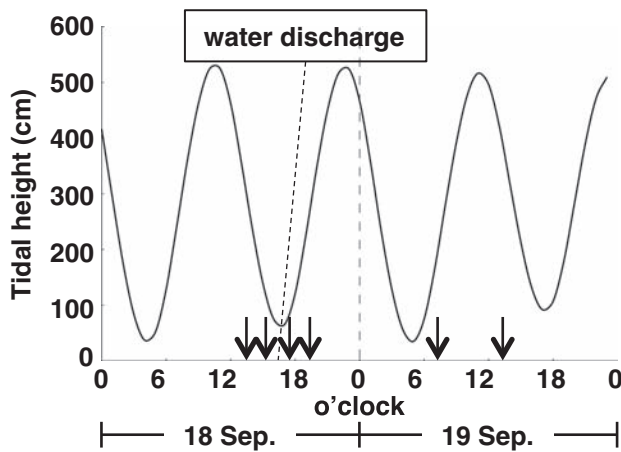 water discharge
Tidal height (cm)
600
500
400
300
200
100
0
0 6 12 18 0 6 12 18 0
o'clock
18 Sep. 19 Sep.